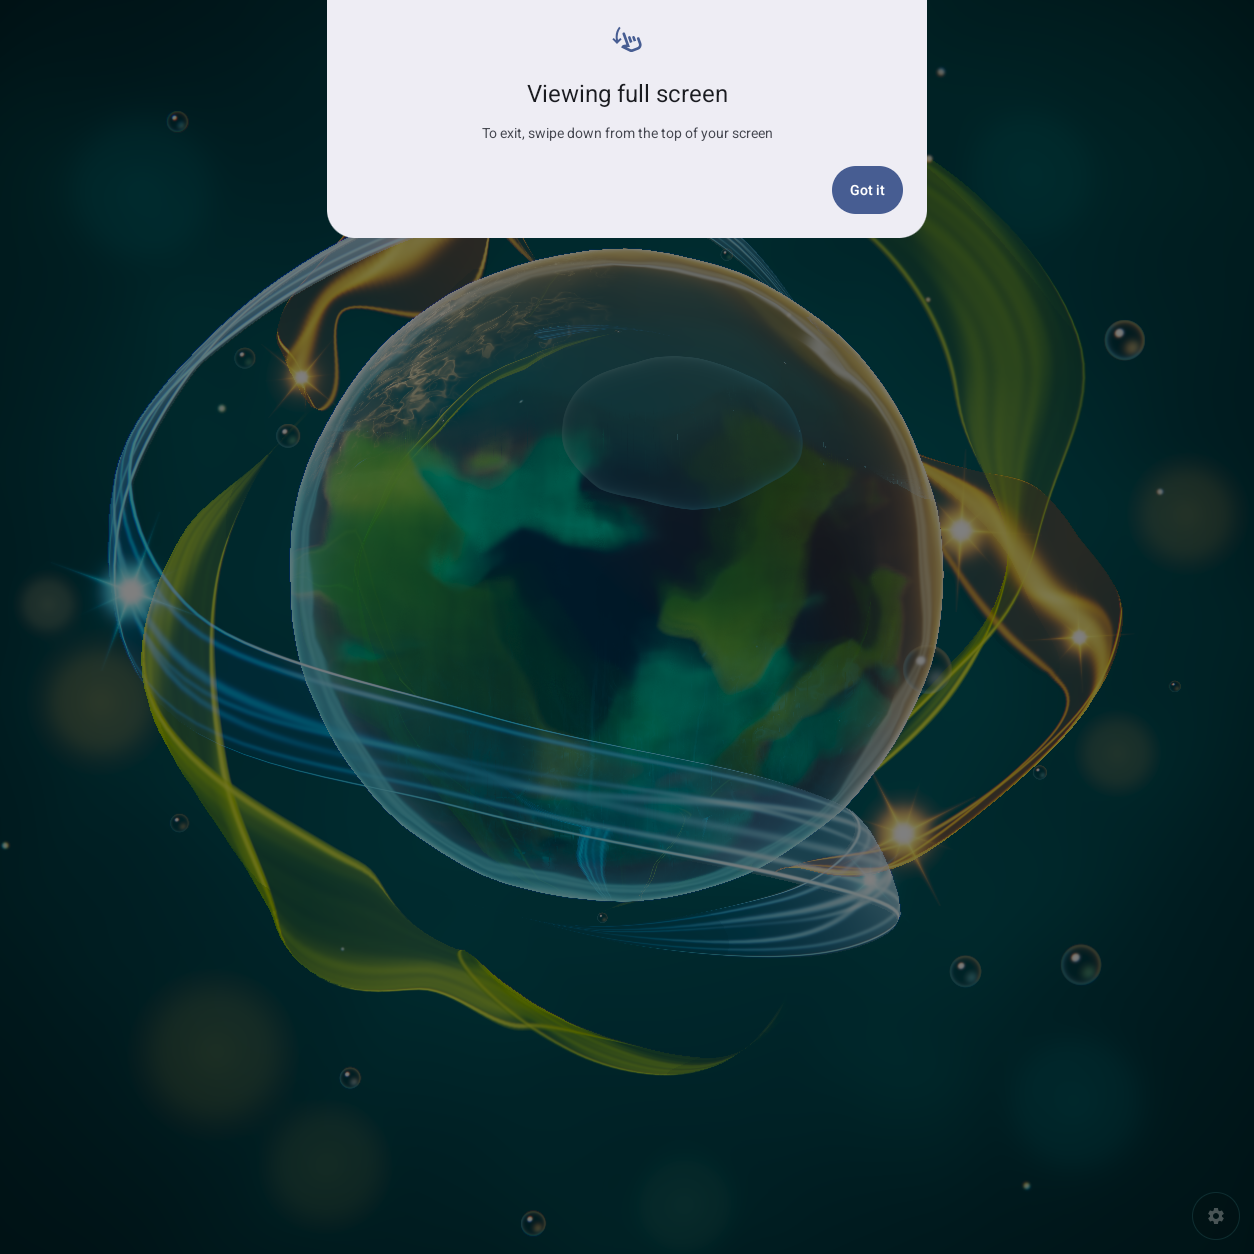 Viewing full screen
To exit, swipe down from the top of your screen
Got it